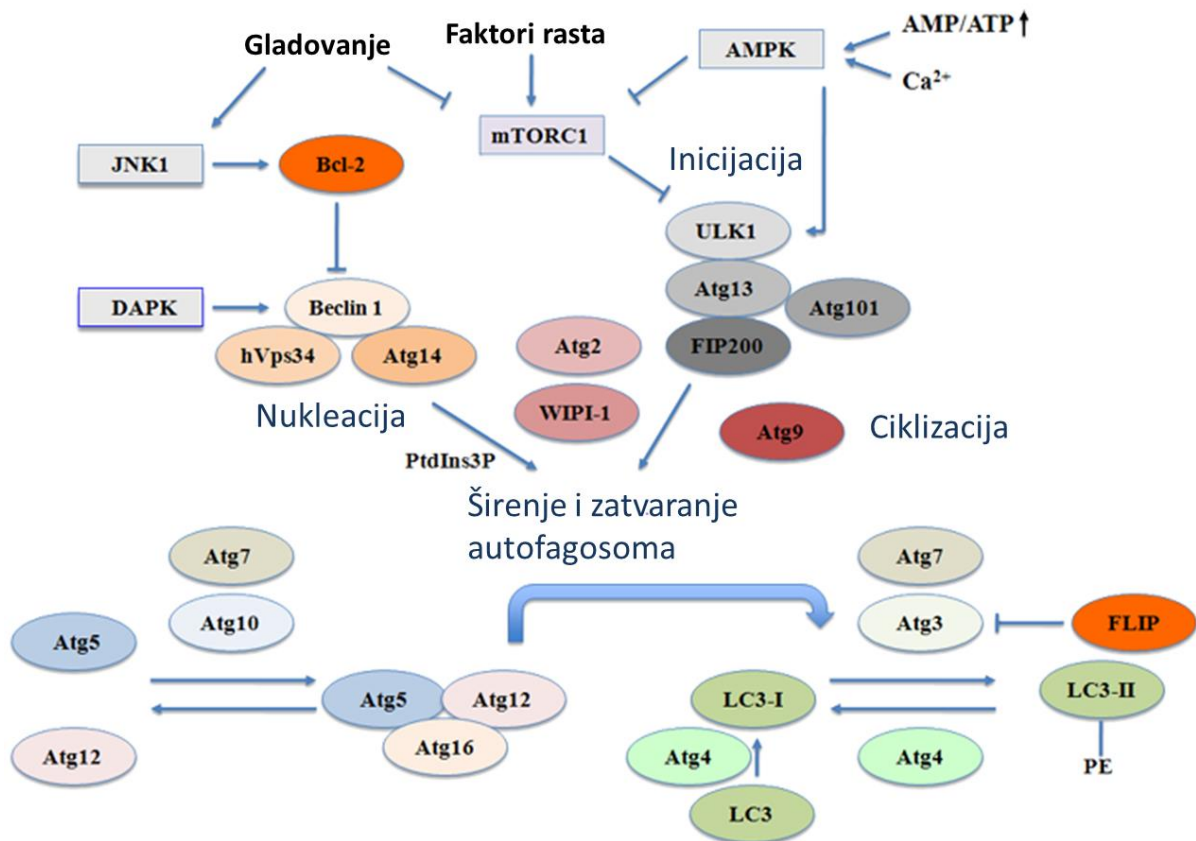 Gladovanje
Faktori rasta
AMPK
AMP/ATP↑
Ca²⁺
JNK1
Bcl-2
mTORC1
Inicijacija
ULK1
DAPK
Beclin 1
Atg13
Atg101
hVps34
Atg14
Atg2
FIP200
Nukleacija
WIPI-1
Atg9
Ciklizacija
PtdIns3P
Širenje i zatvaranje
autofagosoma
Atg7
Atg7
Atg5
Atg10
Atg3
FLIP
Atg5
Atg12
LC3-I
LC3-II
Atg12
Atg16
Atg4
Atg4
PE
LC3